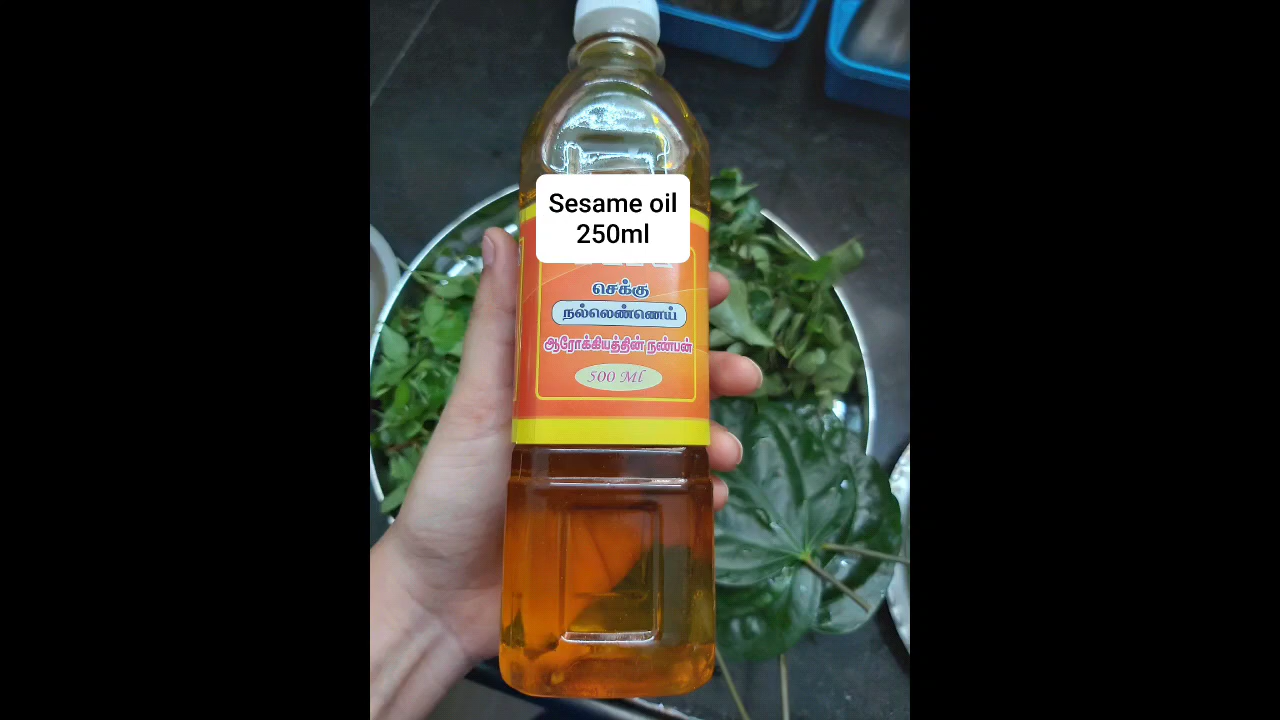 Sesame oil
250ml
செக்கு
நல்லெண்ணெய்
ஆரோக்கியத்தின் நண்பன்
500 Ml